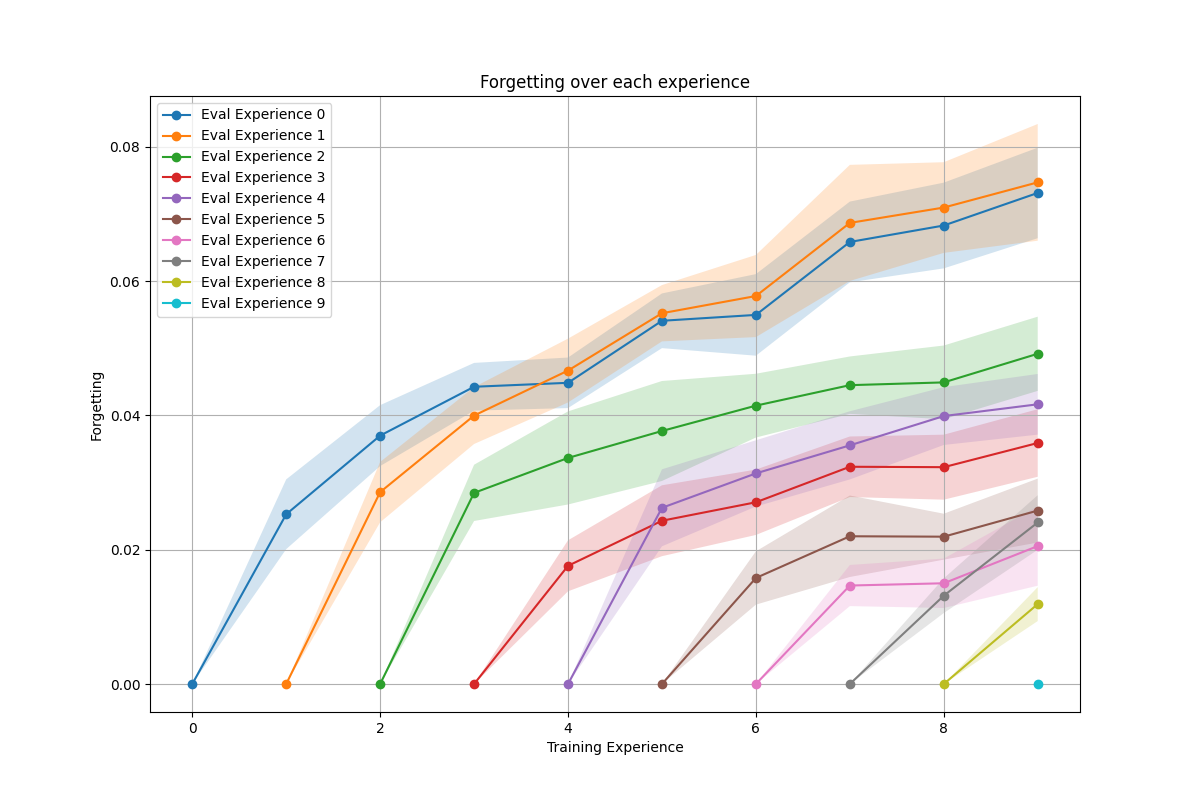 Forgetting over each experience
Eval Experience 0
Eval Experience 1
Eval Experience 2
Eval Experience 3
Eval Experience 4
Eval Experience 5
Eval Experience 6
Eval Experience 7
Eval Experience 8
Eval Experience 9
Forgetting
0.08
0.06
0.04
0.02
0.00
0 2 4 6 8
Training Experience